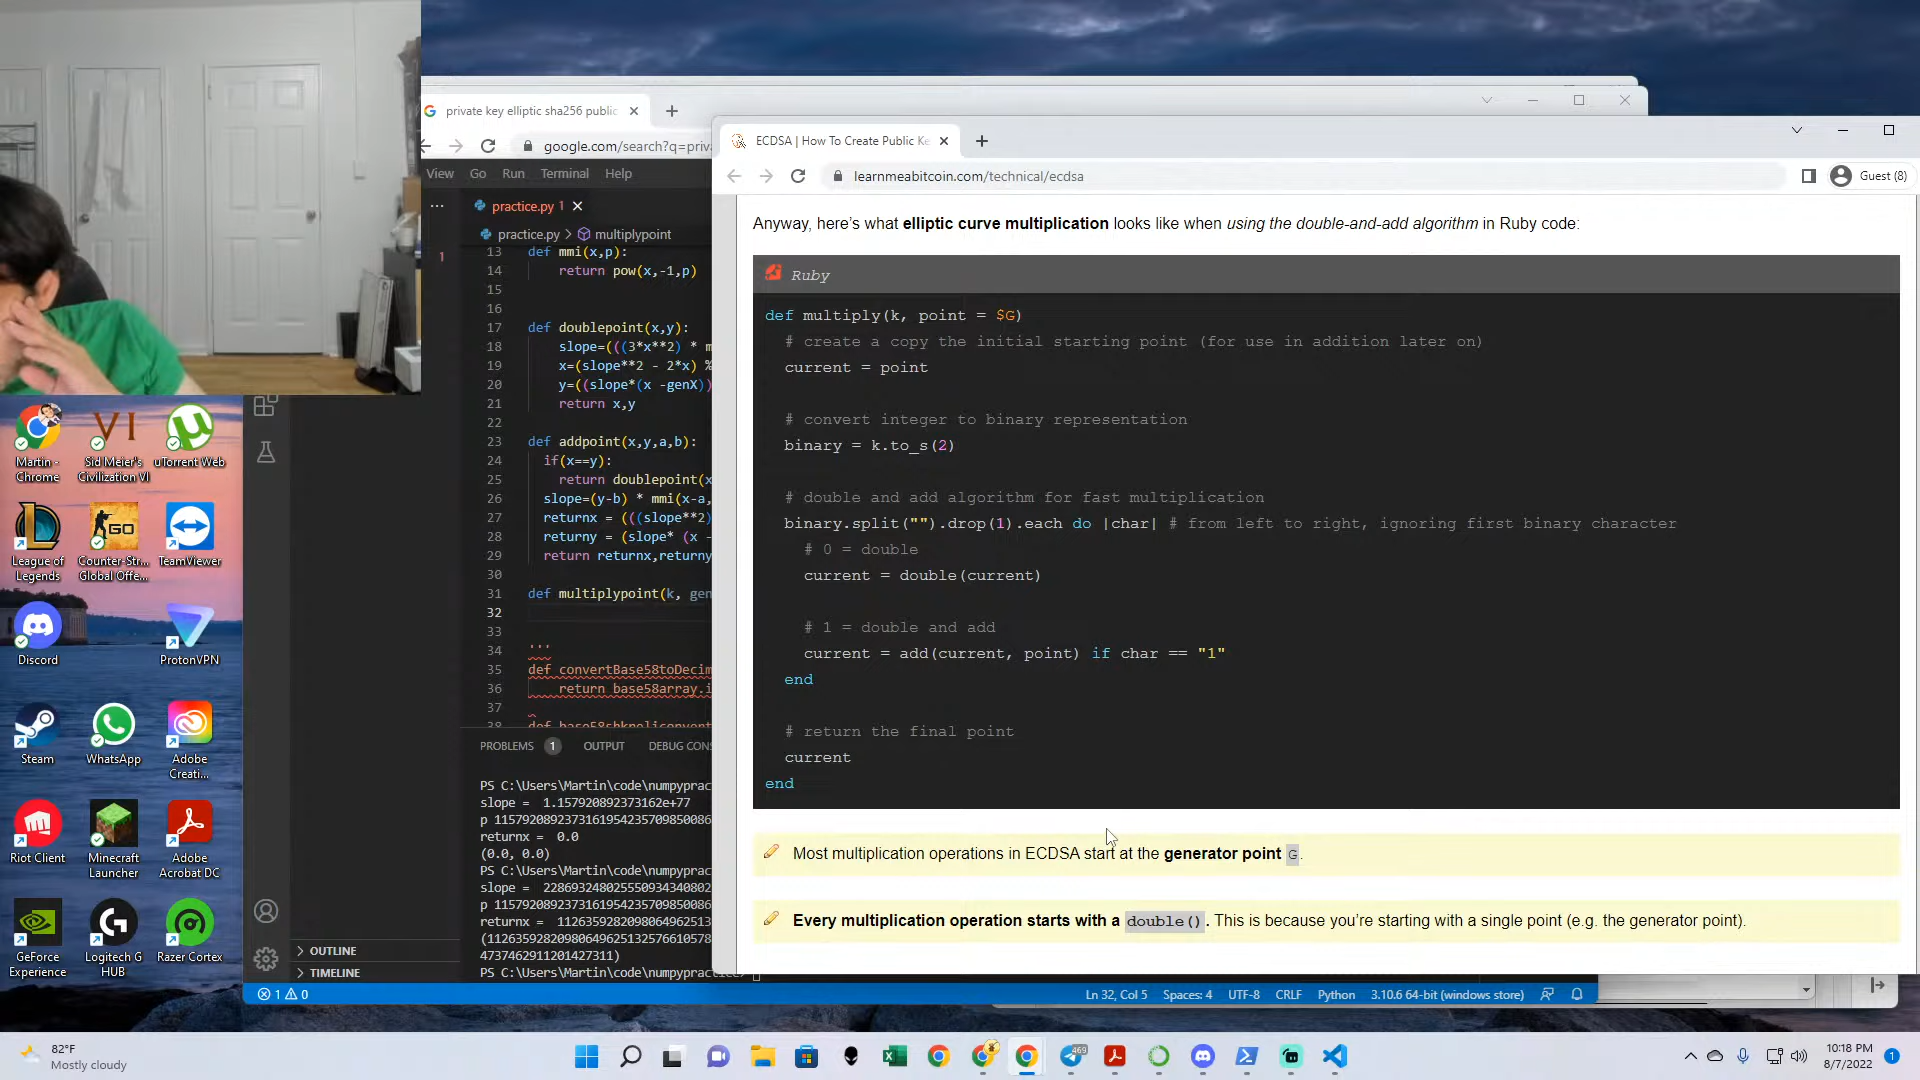 private key elliptic sha256 public
google.com/search?q=priv
View Go Run Terminal Help
practice.py 1
practice.py > multiplypoint
1
13 def mmi(x,p):
14 return pow(x,-1,p)
15
16
17 def doublepoint(x,y):
18 slope=(((3*x**2) * m
19 x=(slope**2 - 2*x) %
20 y=((slope*(x -genX))
21 return x,y
22
23 def addpoint(x,y,a,b):
24 if(x==y):
25 return doublepoint(x
26 slope=(y-b) * mmi(x-a,
27 returnx = (((slope**2)
28 returny = (slope* (x -
29 return returnx,returny
30
31 def multiplypoint(k, gen
32
33
34 '''
35 def convertBase58toDecim
36 return base58array.i
37
PROBLEMS 1 OUTPUT DEBUG CONS
PS C:\Users\Martin\code\numpyprac
slope = 1.157920892373162e+77
p 1157920892373161954235709850086
returnx = 0.0
(0.0, 0.0)
PS C:\Users\Martin\code\numpyprac
slope = 228693248025550934340802
p 1157920892373161954235709850086
returnx = 112635928209806496251 3
(1126359282098064962513257661057 8
4737462911201427311)
PS C:\Users\Martin\code\numpyprac
OUTLINE
TIMELINE
1 0
Ln 32, Col 5 Spaces: 4 UTF-8 CRLF Python 3.10.6 64-bit (windows store)
ECDSA | How To Create Public Ke
learnmeabitcoin.com/technical/ecdsa
Guest (8)
Anyway, here's what elliptic curve multiplication looks like when using the double-and-add algorithm in Ruby code:
Ruby
def multiply(k, point = $G)
# create a copy the initial starting point (for use in addition later on)
current = point
# convert integer to binary representation
binary = k.to_s(2)
# double and add algorithm for fast multiplication
binary.split("").drop(1).each do |char| # from left to right, ignoring first binary character
# 0 = double
current = double(current)
# 1 = double and add
current = add(current, point) if char == "1"
end
# return the final point
current
end
Most multiplication operations in ECDSA start at the generator point G.
Every multiplication operation starts with a double(). This is because you're starting with a single point (e.g. the generator point).
Martin - Chrome
Sid Meier's Civilization VI
uTorrent Web
League of Legends
Counter-Str... Global Offe...
TeamViewer
Discord
ProtonVPN
Steam
WhatsApp
Adobe Creati...
Riot Client
Minecraft Launcher
Adobe Acrobat DC
GeForce Experience
Logitech G HUB
Razer Cortex
82°F
Mostly cloudy
469
10:18 PM
8/7/2022
1